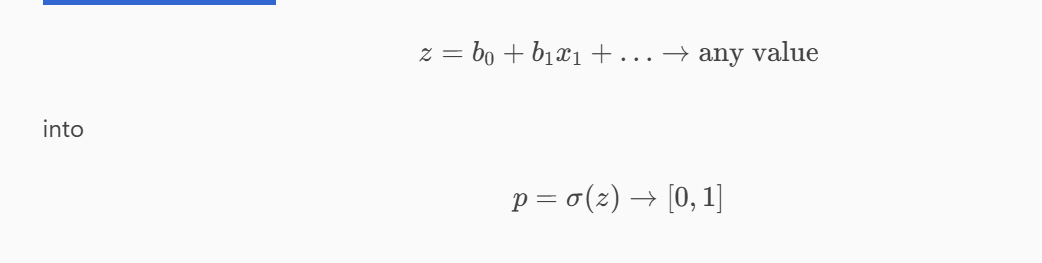 z = b₀ + b₁x₁ + … → any value
into
p = σ(z) → [0, 1]